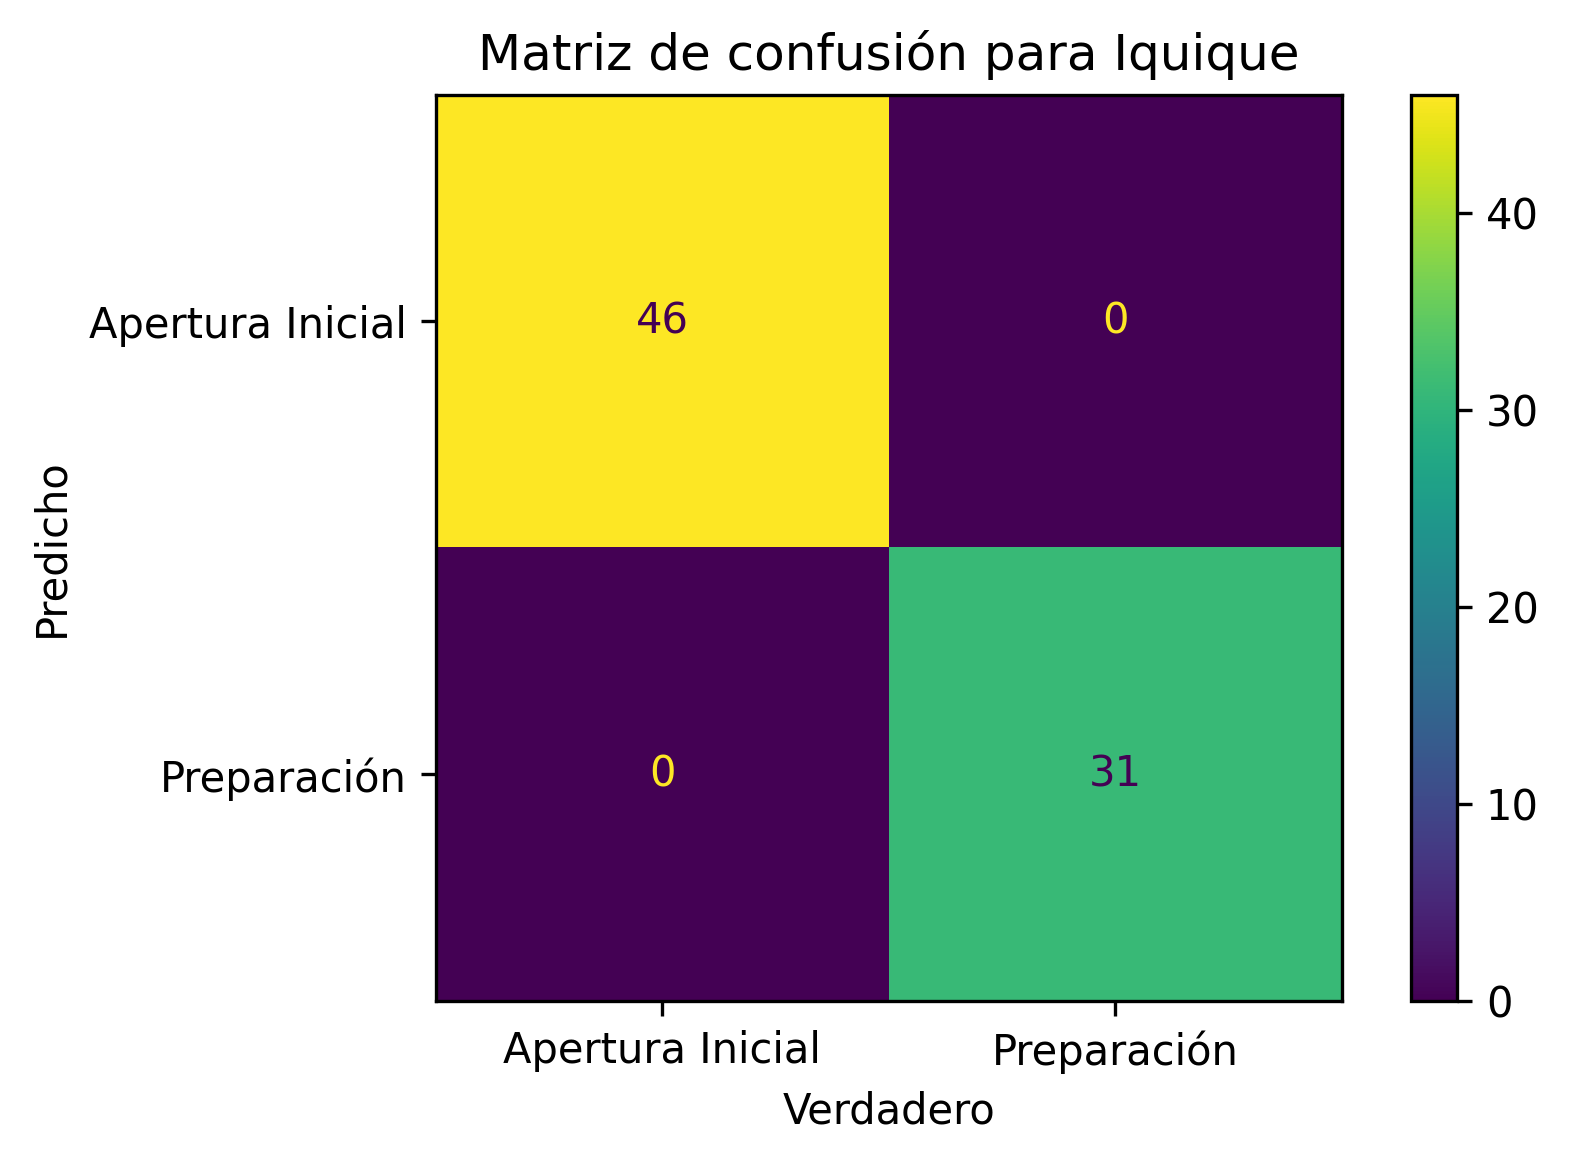 Matriz de confusión para Iquique
Apertura Inicial
46
0
40
30
Predicho
20
Preparación
0
31
10
0
Apertura Inicial
Preparación
Verdadero